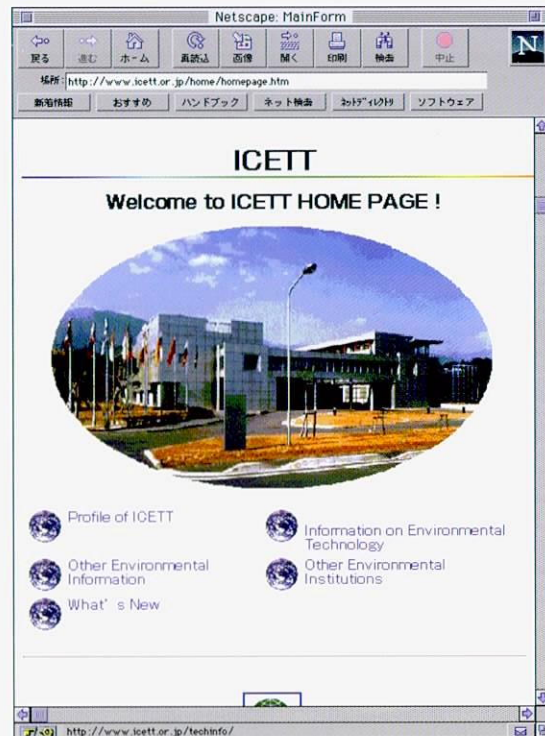 Netscape: MainForm
戻る 進む ホーム 再読込 画像 開く 印刷 検索 中止
N
場所: http://www.icett.or.jp/home/homepage.htm
新着情報 おすすめ ハンドブック ネット検索 ネットディレクトリ ソフトウェア
ICETT
Welcome to ICETT HOME PAGE !
Profile of ICETT
Information on Environmental
Technology
Other Environmental
Information
Other Environmental
Institutions
What's New
http://www.icett.or.jp/techinfo/